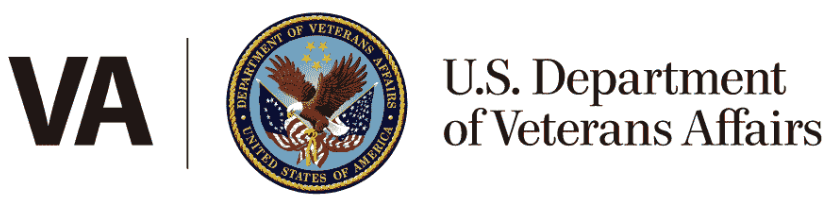 VA
DEPARTMENT OF VETERANS AFFAIRS
UNITED STATES OF AMERICA
U.S. Department
of Veterans Affairs